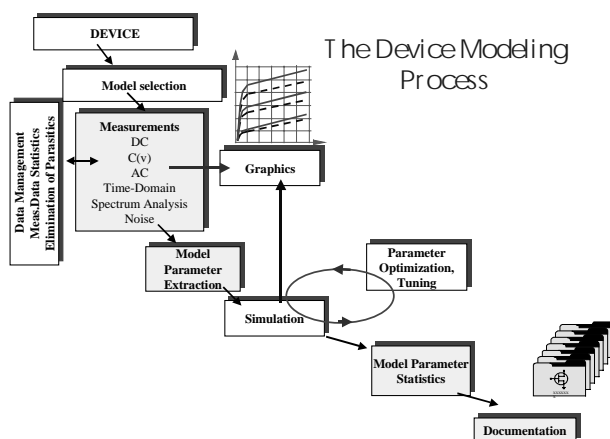 The Device Modeling
Process
DEVICE
Model selection
Measurements
DC
C(v)
AC
Time-Domain
Spectrum Analysis
Noise
Data Management
Meas.Data Statistics
Elimination of Parasitics
Graphics
Model
Parameter
Extraction
Parameter
Optimization,
Tuning
Simulation
Model Parameter
Statistics
xxxxxx
Documentation